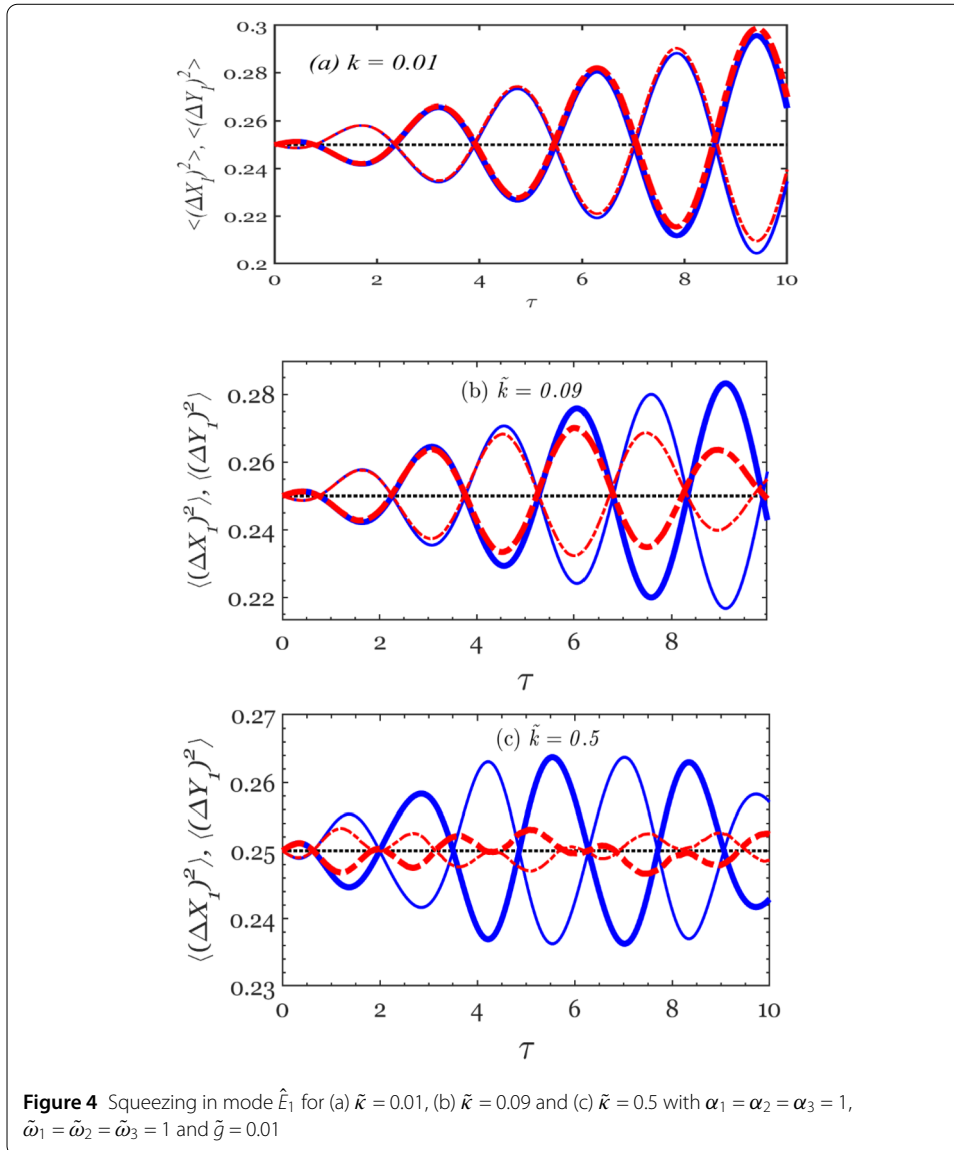 (a) k = 0.01
<(ΔX₁)²>, <(ΔY₁)²>
0.3
0.28
0.26
0.24
0.22
0.2
0 2 4 6 8 10
τ
(b) k̃ = 0.09
⟨(ΔX₁)²⟩, ⟨(ΔY₁)²⟩
0.28
0.26
0.24
0.22
0 2 4 6 8
τ
(c) k̃ = 0.5
⟨(ΔX₁)²⟩, ⟨(ΔY₁)²⟩
0.27
0.26
0.25
0.24
0.23
0 2 4 6 8 10
τ
Figure 4 Squeezing in mode Ê₁ for (a) κ̃ = 0.01, (b) κ̃ = 0.09 and (c) κ̃ = 0.5 with α₁ = α₂ = α₃ = 1,
ω̃₁ = ω̃₂ = ω̃₃ = 1 and g̃ = 0.01